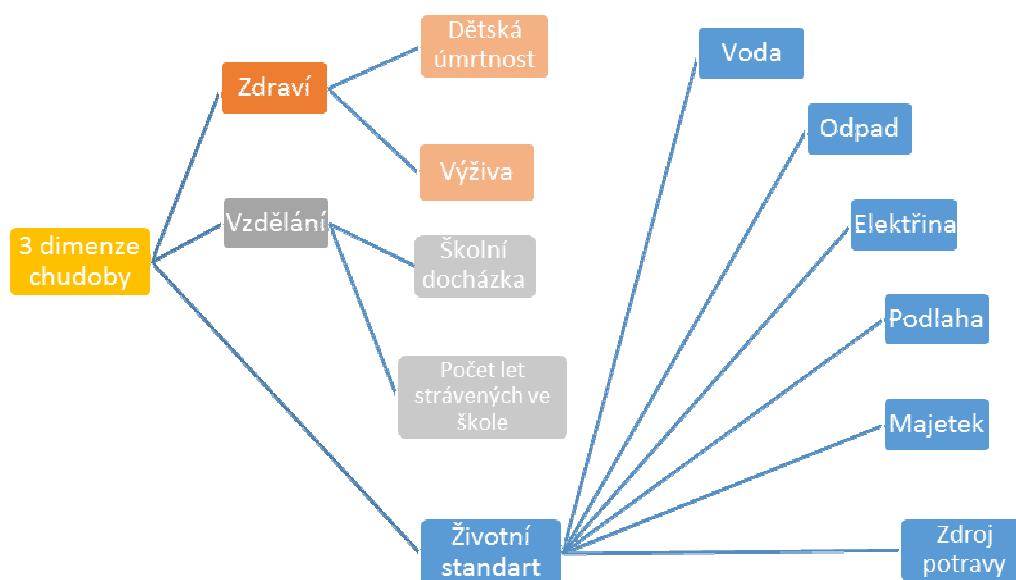 3 dimenze
chudoby
Zdraví
Dětská
úmrtnost
Výživa
Vzdělání
Školní
docházka
Počet let
strávených ve
škole
Životní
standart
Voda
Odpad
Elektřina
Podlaha
Majetek
Zdroj
potravy